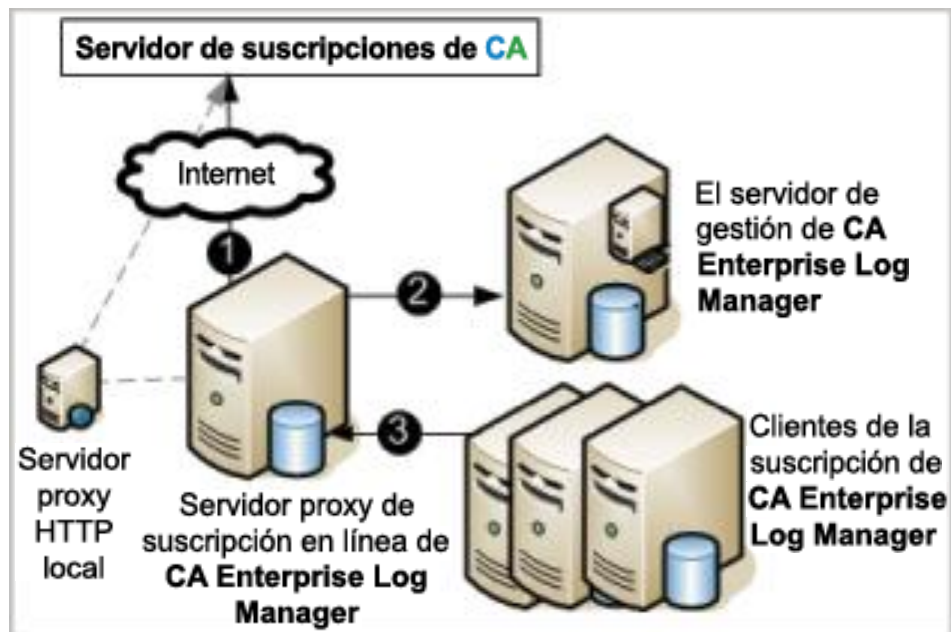 Servidor de suscripciones de CA
Internet
1
2
El servidor de
gestión de CA
Enterprise Log
Manager
3
Servidor
proxy
HTTP
local
Servidor proxy de
suscripción en línea de
CA Enterprise Log
Manager
Clientes de la
suscripción de
CA Enterprise
Log Manager